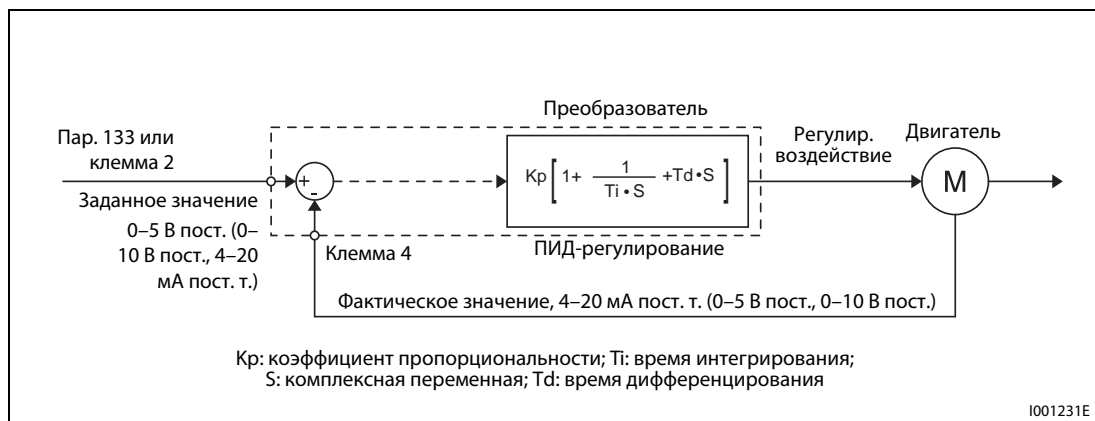 Преобразователь
Пар. 133 или
клемма 2
Регулир.
воздействие
Двигатель
+
-
Kp [ 1+ 1 / Ti • S +Td•S ]
M
Заданное значение
0–5 В пост. (0–
10 В пост., 4–20
мА пост. т.)
Клемма 4
ПИД-регулирование
Фактическое значение, 4–20 мА пост. т. (0–5 В пост., 0–10 В пост.)
Kp: коэффициент пропорциональности; Ti: время интегрирования;
S: комплексная переменная; Td: время дифференцирования
I001231E